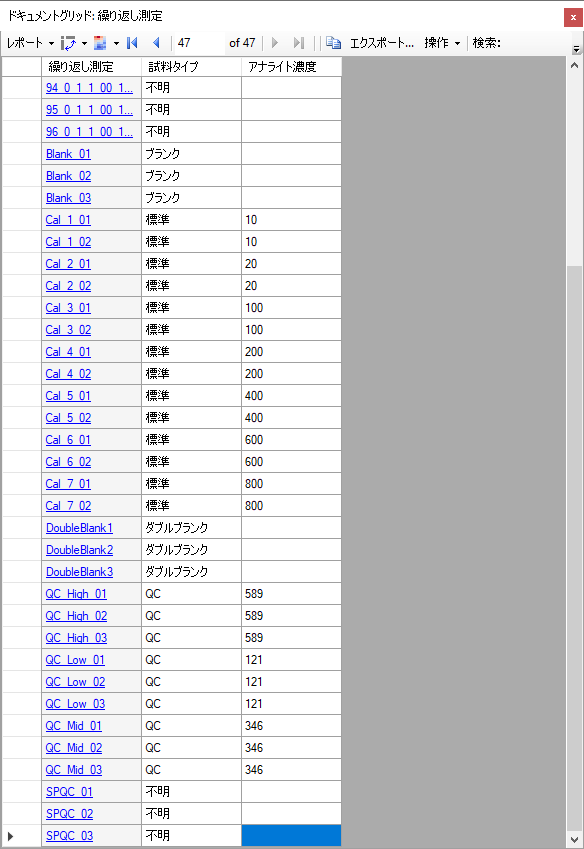 ドキュメントグリッド: 繰り返し測定
レポート 47 of 47 エクスポート... 操作 検索:
繰り返し測定 試料タイプ アナライト濃度
94_0_1_1_00_1... 不明
95_0_1_1_00_1... 不明
96_0_1_1_00_1... 不明
Blank_01 ブランク
Blank_02 ブランク
Blank_03 ブランク
Cal_1_01 標準 10
Cal_1_02 標準 10
Cal_2_01 標準 20
Cal_2_02 標準 20
Cal_3_01 標準 100
Cal_3_02 標準 100
Cal_4_01 標準 200
Cal_4_02 標準 200
Cal_5_01 標準 400
Cal_5_02 標準 400
Cal_6_01 標準 600
Cal_6_02 標準 600
Cal_7_01 標準 800
Cal_7_02 標準 800
DoubleBlank1 ダブルブランク
DoubleBlank2 ダブルブランク
DoubleBlank3 ダブルブランク
QC_High_01 QC 589
QC_High_02 QC 589
QC_High_03 QC 589
QC_Low_01 QC 121
QC_Low_02 QC 121
QC_Low_03 QC 121
QC_Mid_01 QC 346
QC_Mid_02 QC 346
QC_Mid_03 QC 346
SPQC_01 不明
SPQC_02 不明
SPQC_03 不明